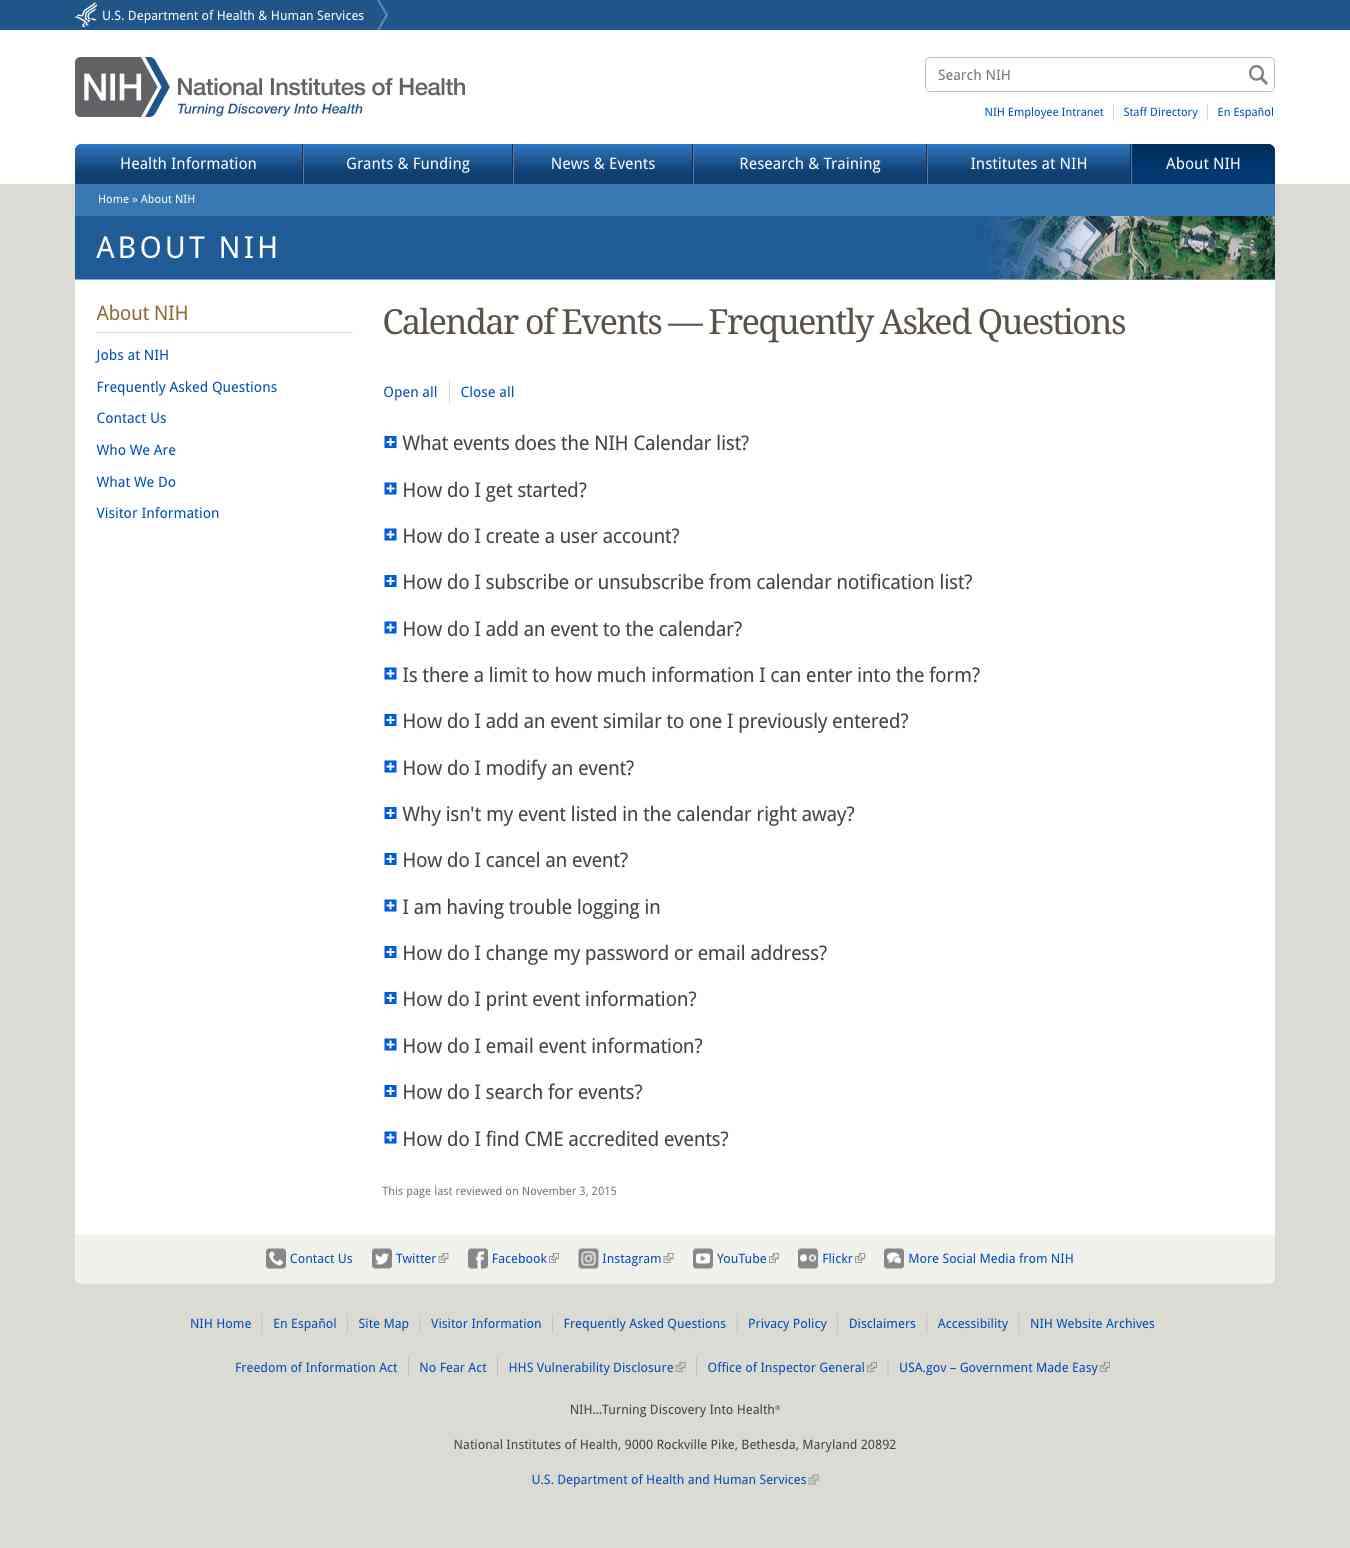 U.S. Department of Health & Human Services
NIH National Institutes of Health
Turning Discovery Into Health
Search NIH
NIH Employee Intranet Staff Directory En Español
Health Information Grants & Funding News & Events Research & Training Institutes at NIH About NIH
Home » About NIH
ABOUT NIH
About NIH
Jobs at NIH
Frequently Asked Questions
Contact Us
Who We Are
What We Do
Visitor Information
Calendar of Events — Frequently Asked Questions
Open all Close all
What events does the NIH Calendar list?
How do I get started?
How do I create a user account?
How do I subscribe or unsubscribe from calendar notification list?
How do I add an event to the calendar?
Is there a limit to how much information I can enter into the form?
How do I add an event similar to one I previously entered?
How do I modify an event?
Why isn't my event listed in the calendar right away?
How do I cancel an event?
I am having trouble logging in
How do I change my password or email address?
How do I print event information?
How do I email event information?
How do I search for events?
How do I find CME accredited events?
This page last reviewed on November 3, 2015
Contact Us Twitter Facebook Instagram YouTube Flickr More Social Media from NIH
NIH Home En Español Site Map Visitor Information Frequently Asked Questions Privacy Policy Disclaimers Accessibility NIH Website Archives
Freedom of Information Act No Fear Act HHS Vulnerability Disclosure Office of Inspector General USA.gov – Government Made Easy
NIH...Turning Discovery Into Health®
National Institutes of Health, 9000 Rockville Pike, Bethesda, Maryland 20892
U.S. Department of Health and Human Services